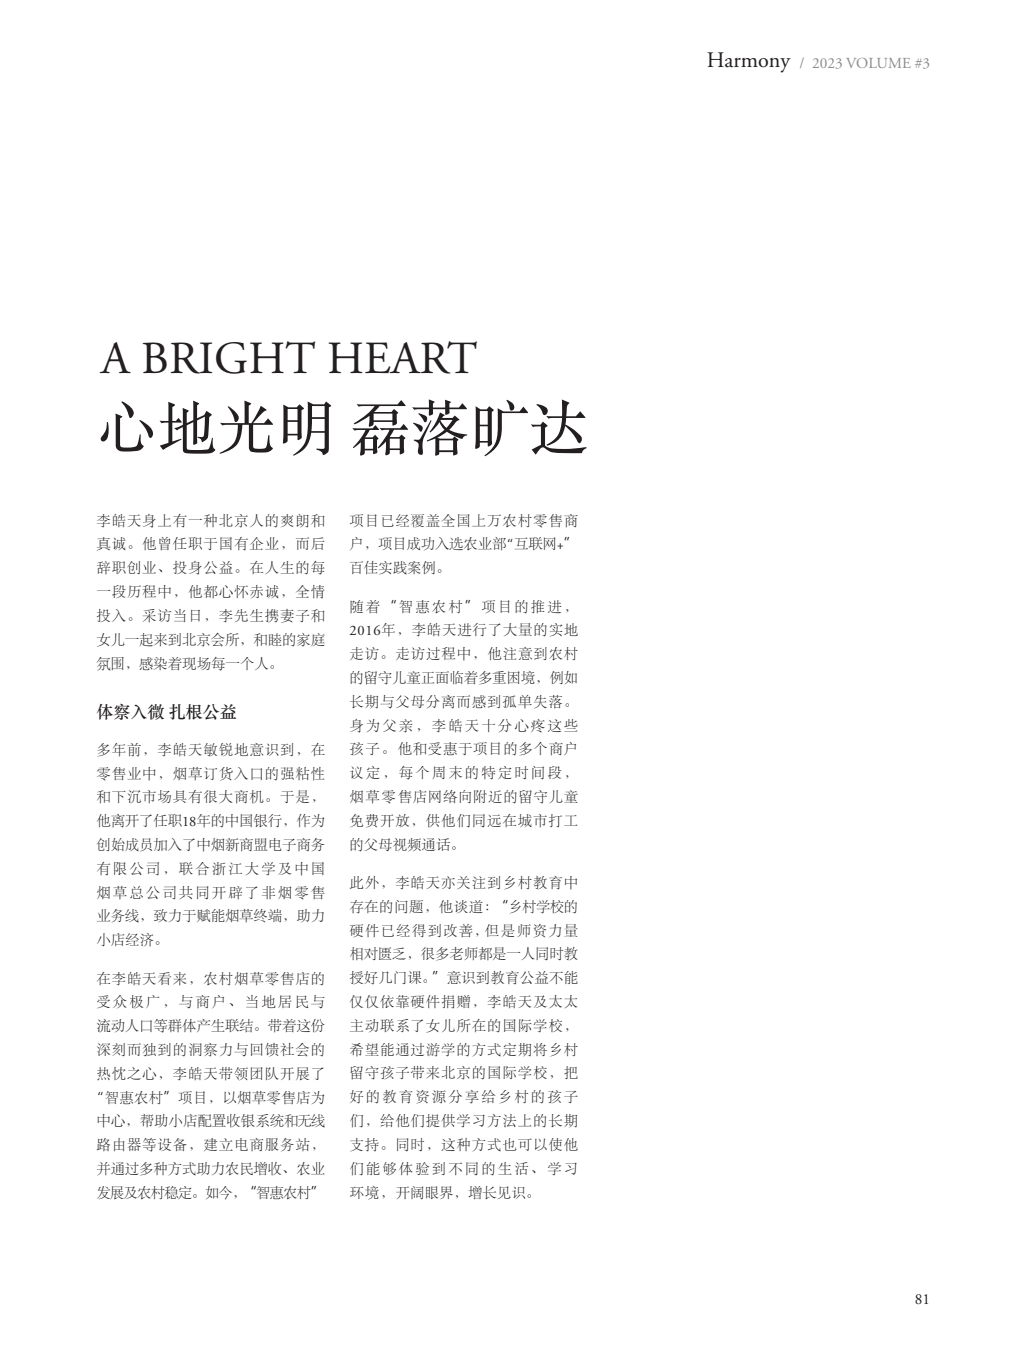 Harmony / 2023 VOLUME #3
A BRIGHT HEART
心地光明 磊落旷达
李皓天身上有一种北京人的爽朗和
真诚。他曾任职于国有企业，而后
辞职创业、投身公益。在人生的每
一段历程中，他都心怀赤诚，全情
投入。采访当日，李先生携妻子和
女儿一起来到北京会所，和睦的家庭
氛围，感染着现场每一个人。
体察入微 扎根公益
多年前，李皓天敏锐地意识到，在
零售业中，烟草订货入口的强粘性
和下沉市场具有很大商机。于是，
他离开了任职18年的中国银行，作为
创始成员加入了中烟新商盟电子商务
有限公司，联合浙江大学及中国
烟草总公司共同开辟了非烟零售
业务线，致力于赋能烟草终端，助力
小店经济。
在李皓天看来，农村烟草零售店的
受众极广，与商户、当地居民与
流动人口等群体产生联结。带着这份
深刻而独到的洞察力与回馈社会的
热忱之心，李皓天带领团队开展了
“智惠农村”项目，以烟草零售店为
中心，帮助小店配置收银系统和无线
路由器等设备，建立电商服务站，
并通过多种方式助力农民增收、农业
发展及农村稳定。如今，“智惠农村”
项目已经覆盖全国上万农村零售商
户，项目成功入选农业部“互联网+”
百佳实践案例。
随着“智惠农村”项目的推进，
2016年，李皓天进行了大量的实地
走访。走访过程中，他注意到农村
的留守儿童正面临着多重困境，例如
长期与父母分离而感到孤单失落。
身为父亲，李皓天十分心疼这些
孩子。他和受惠于项目的多个商户
议定，每个周末的特定时间段，
烟草零售店网络向附近的留守儿童
免费开放，供他们同远在城市打工
的父母视频通话。
此外，李皓天亦关注到乡村教育中
存在的问题，他谈道：“乡村学校的
硬件已经得到改善，但是师资力量
相对匮乏，很多老师都是一人同时教
授好几门课。”意识到教育公益不能
仅仅依靠硬件捐赠，李皓天及太太
主动联系了女儿所在的国际学校，
希望能通过游学的方式定期将乡村
留守孩子带来北京的国际学校，把
好的教育资源分享给乡村的孩子
们，给他们提供学习方法上的长期
支持。同时，这种方式也可以使他
们能够体验到不同的生活、学习
环境，开阔眼界，增长见识。
81